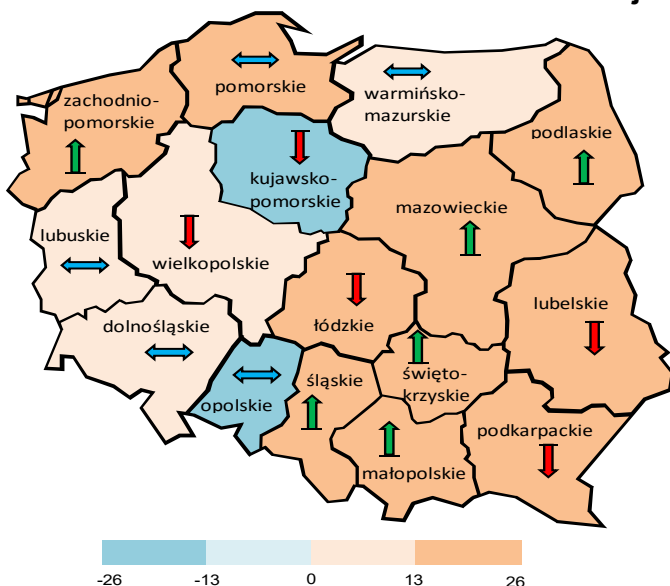 j
zachodnio-
pomorskie
pomorskie
warmińsko-
mazurskie
podlaskie
kujawsko-
pomorskie
mazowieckie
lubuskie
wielkopolskie
dolnośląskie
łódzkie
lubelskie
opolskie
śląskie
święto-
krzyskie
małopolskie
podkarpackie
-26 -13 0 13 26